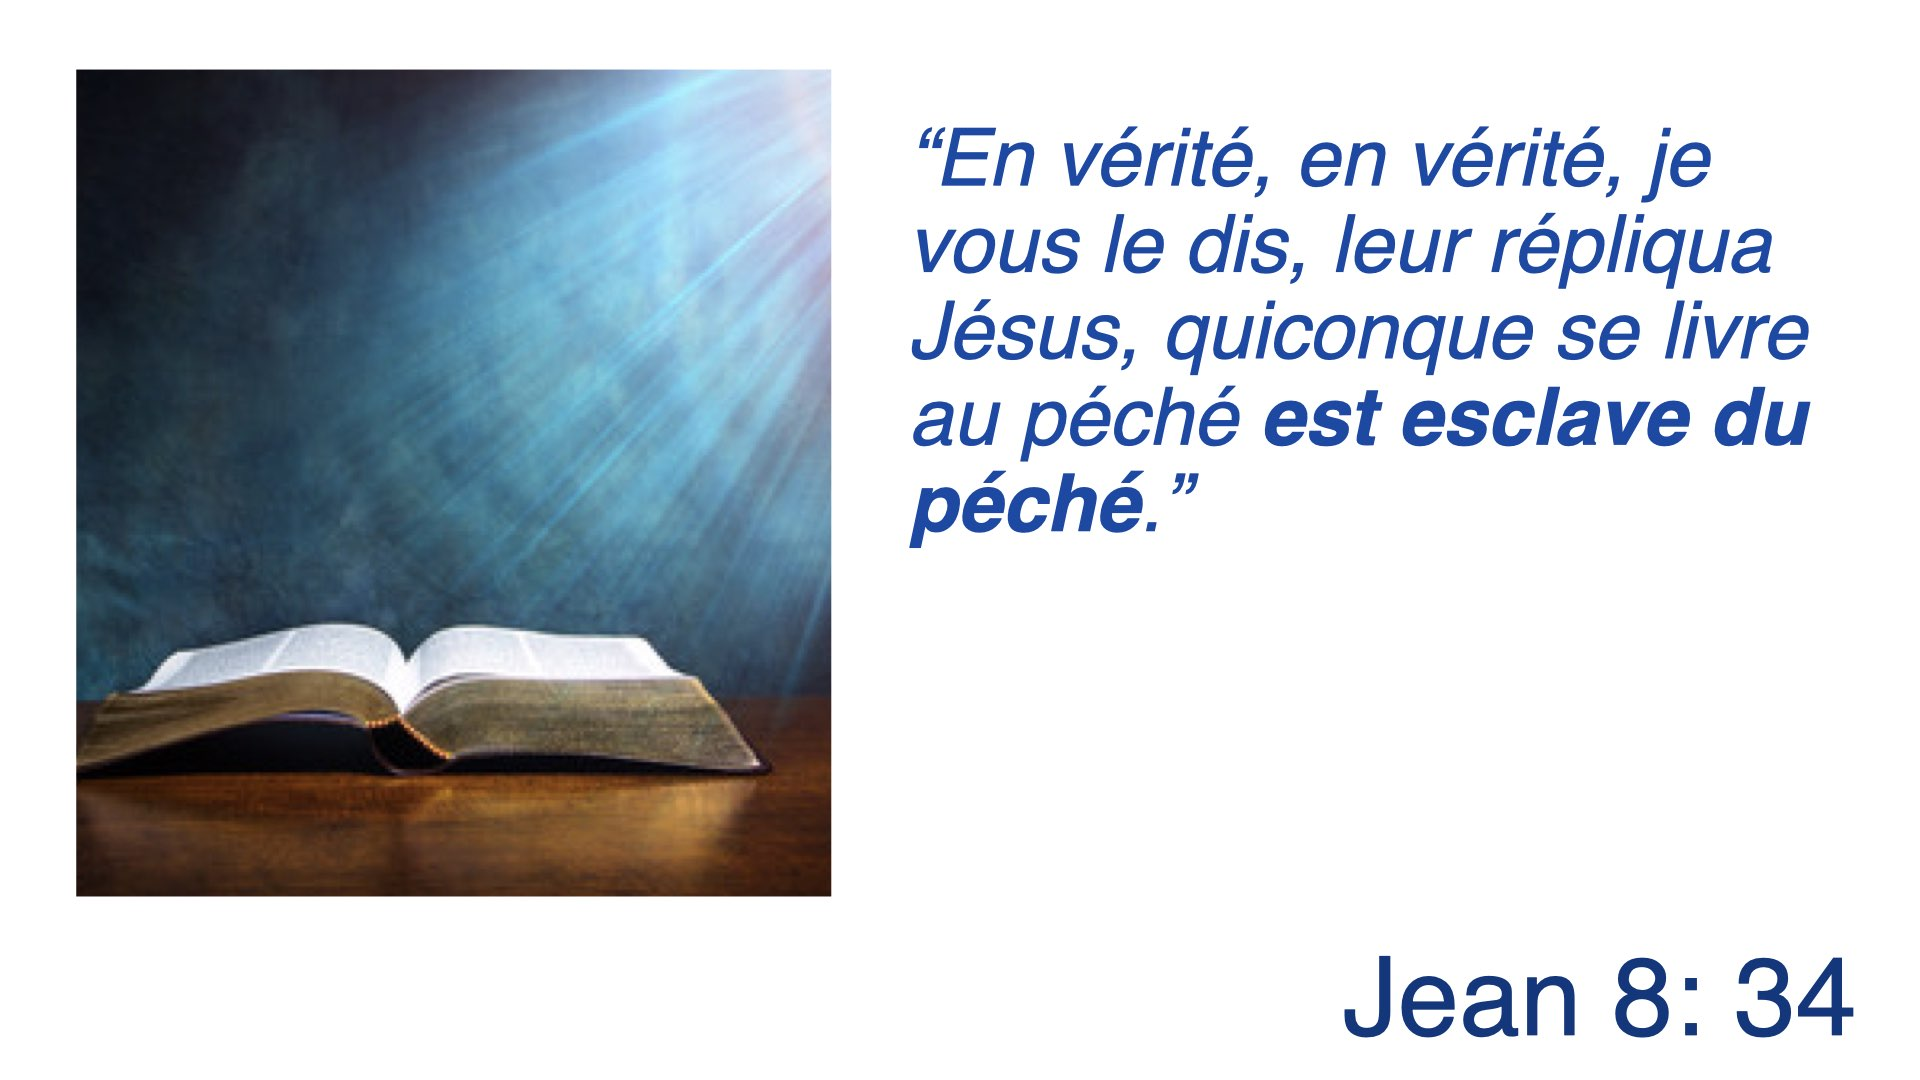 “En vérité, en vérité, je
vous le dis, leur répliqua
Jésus, quiconque se livre
au péché est esclave du
péché.”
Jean 8: 34